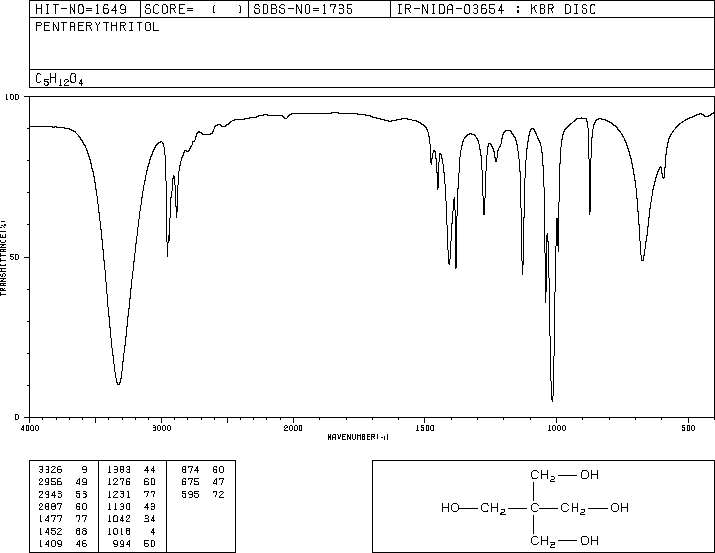 HIT-NO=1649 SCORE= ( ) SDBS-NO=1735 IR-NIDA-03654 : KBR DISC
PENTAERYTHRITOL
C5H12O4
100
50
0
TRANSMITTANCE(%)
4000 3000 2000 1500 1000 500
WAVENUMBER(-1)
3326 9 1383 44 874 60
2956 49 1276 60 675 47
2943 53 1231 77 595 72
2887 60 1130 43
1477 77 1042 34
1452 68 1018 4
1409 46 994 50
CH2—OH
HO—CH2—C—CH2—OH
CH2—OH